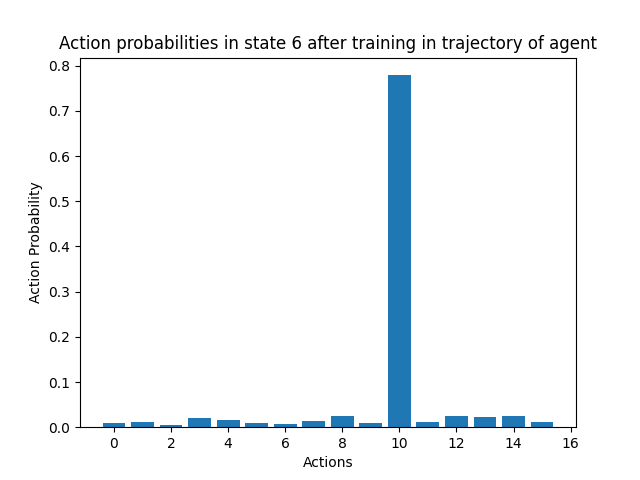 Action probabilities in state 6 after training in trajectory of agent
0.8
0.7
0.6
0.5
0.4
0.3
0.2
0.1
0.0
Action Probability
0 2 4 6 8 10 12 14 16
Actions